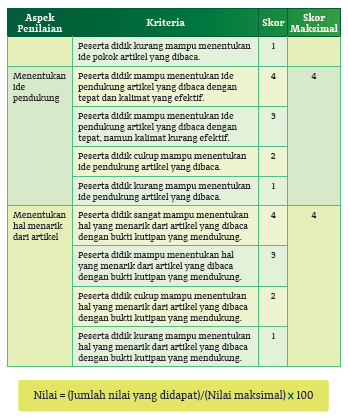 Aspek Penilaian
Kriteria
Skor
Skor Maksimal
Peserta didik kurang mampu menentukan
ide pokok artikel yang dibaca.
1
Menentukan
ide
pendukung
Peserta didik mampu menentukan ide
pendukung artikel yang dibaca dengan
tepat dan kalimat yang efektif.
4
4
Peserta didik mampu menentukan ide
pendukung artikel yang dibaca dengan
tepat, namun kalimat kurang efektif.
3
Peserta didik cukup mampu menentukan
ide pendukung artikel yang dibaca.
2
Peserta didik kurang mampu menentukan
ide pendukung artikel yang dibaca.
1
Menentukan
hal menarik
dari artikel
Peserta didik sangat mampu menentukan
hal yang menarik dari artikel yang dibaca
dengan bukti kutipan yang mendukung.
4
4
Peserta didik mampu menentukan hal
yang menarik dari artikel yang dibaca
dengan bukti kutipan yang mendukung.
3
Peserta didik cukup mampu menentukan
hal yang menarik dari artikel yang dibaca
dengan bukti kutipan yang mendukung.
2
Peserta didik kurang mampu menentukan
hal yang menarik dari artikel yang dibaca
dengan bukti kutipan yang mendukung.
1
Nilai = (Jumlah nilai yang didapat)/(Nilai maksimal) x 100